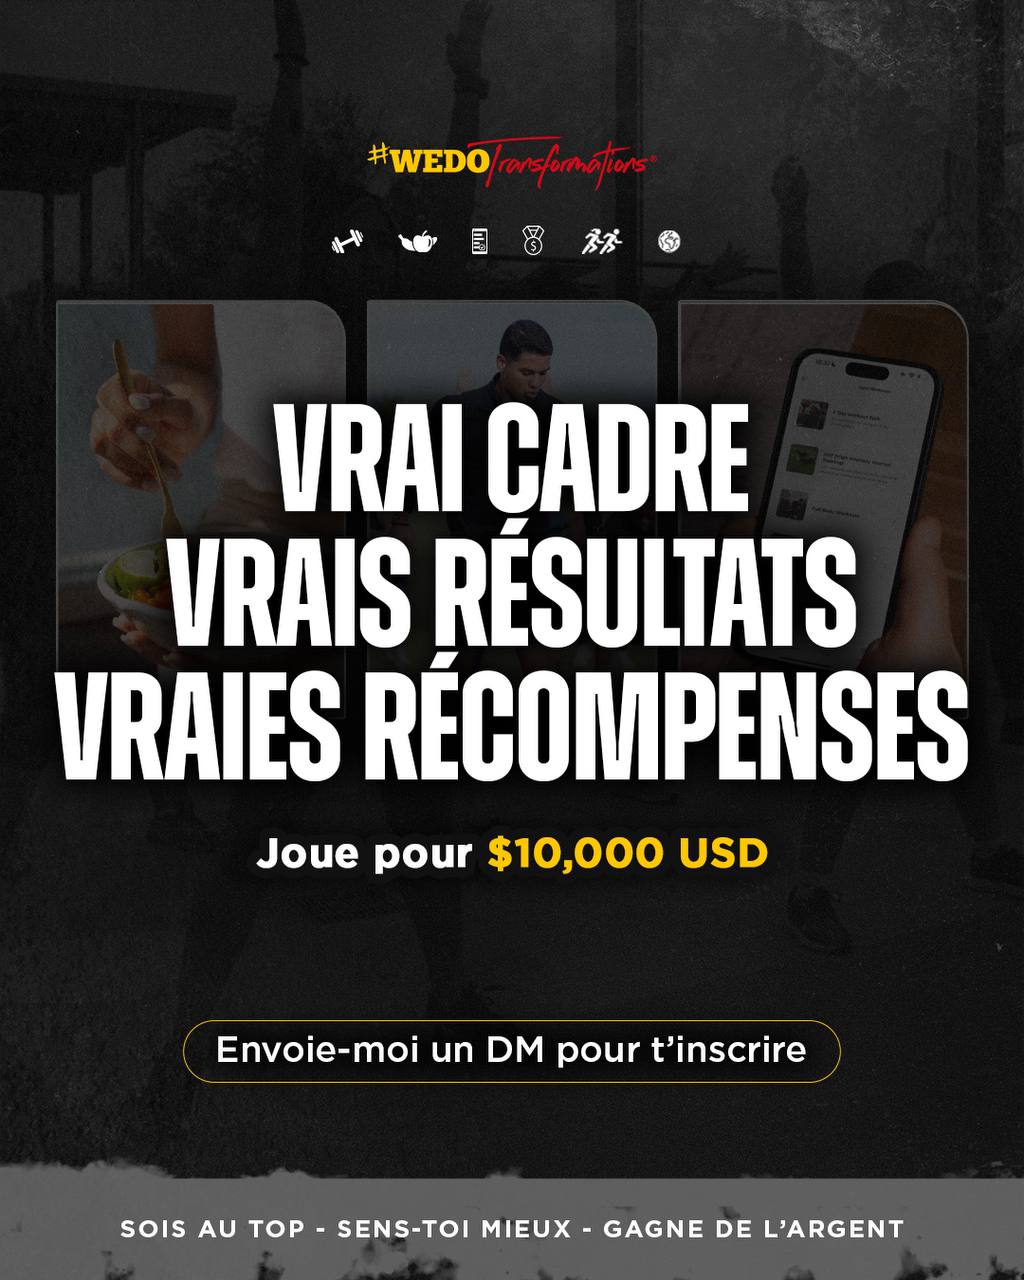 #WEDOTransformations®
VRAI CADRE
VRAIS RÉSULTATS
VRAIES RÉCOMPENSES
Joue pour $10,000 USD
Envoie-moi un DM pour t’inscrire
SOIS AU TOP - SENS-TOI MIEUX - GAGNE DE L’ARGENT